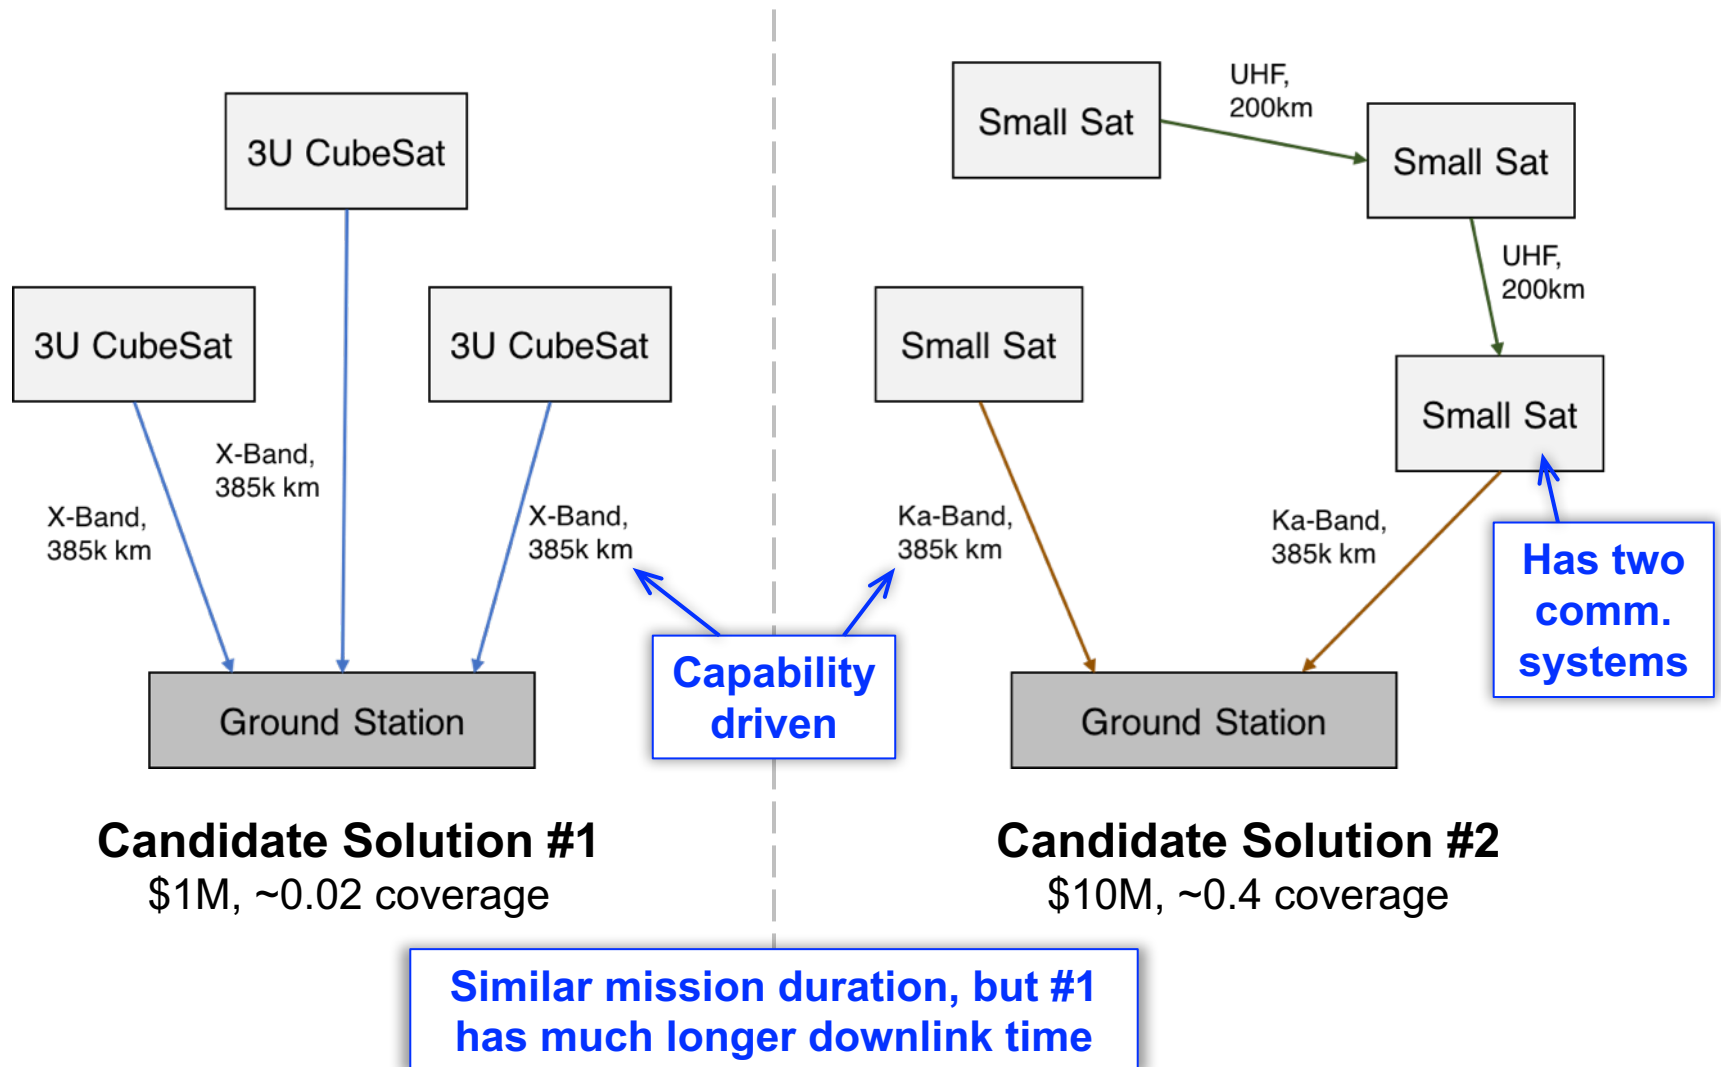 3U CubeSat
3U CubeSat
3U CubeSat
X-Band,
385k km
X-Band,
385k km
X-Band,
385k km
Ground Station
Candidate Solution #1
$1M, ~0.02 coverage
Small Sat
UHF,
200km
Small Sat
UHF,
200km
Small Sat
Small Sat
Ka-Band,
385k km
Ka-Band,
385k km
Has two
comm.
systems
Capability
driven
Ground Station
Candidate Solution #2
$10M, ~0.4 coverage
Similar mission duration, but #1
has much longer downlink time